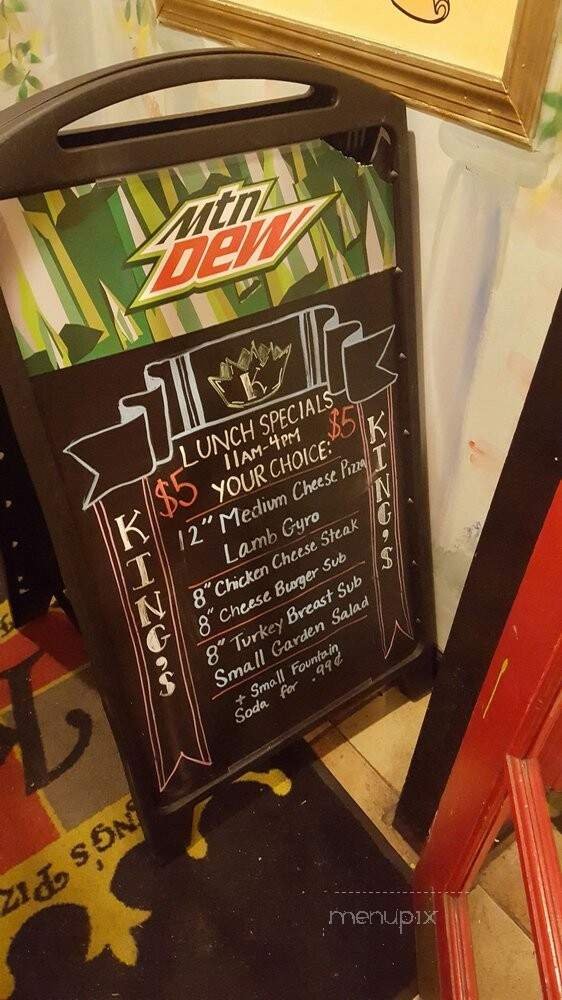 Mtn
DEW
K
LUNCH SPECIALS
11AM-4PM
$5 YOUR CHOICE: $5
12" Medium Cheese Pizza
Lamb Gyro
8" Chicken Cheese Steak
8" Cheese Burger Sub
8" Turkey Breast Sub
Small Garden Salad
+ Small Fountain
Soda for .99¢
KING'S
KING'S
K
NG'S
PIZ
menupix